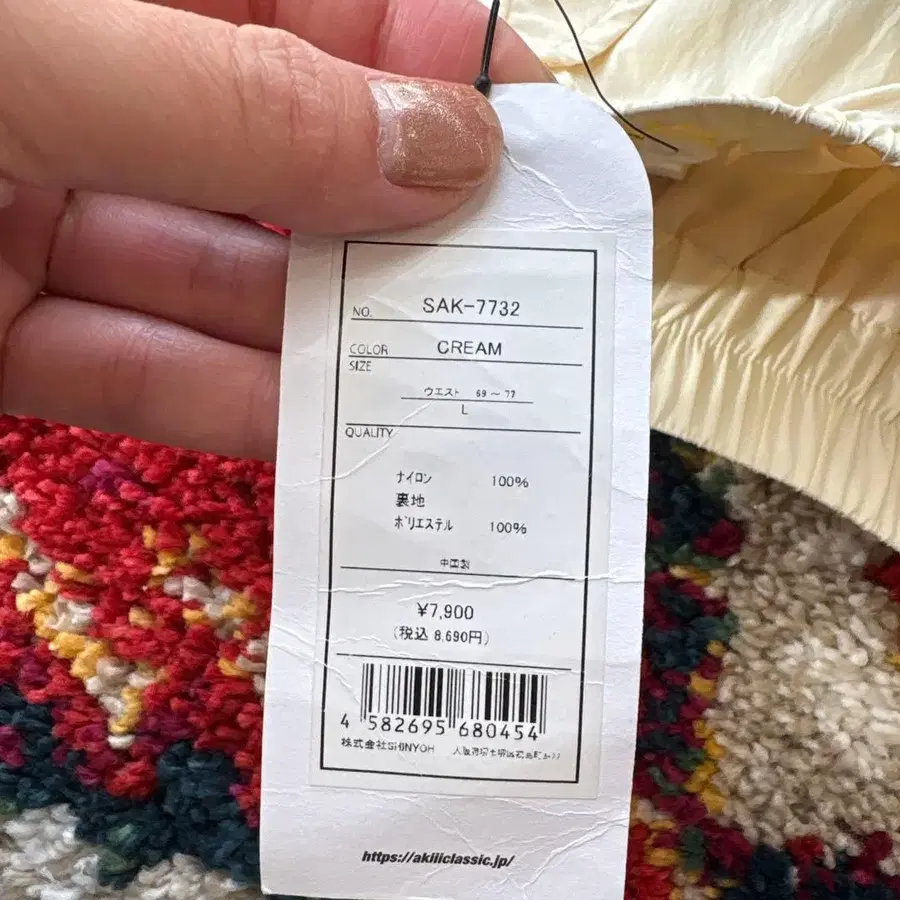 NO. SAK-7732
COLOR CREAM
SIZE
ウエスト 69 ～ 77
L
QUALITY
ナイロン 100%
裏地
ポリエステル 100%
中国製
¥7,900
(税込 8,690円)
4 582695 680454
株式会社SHINYOH
https://akiiiclassic.jp/